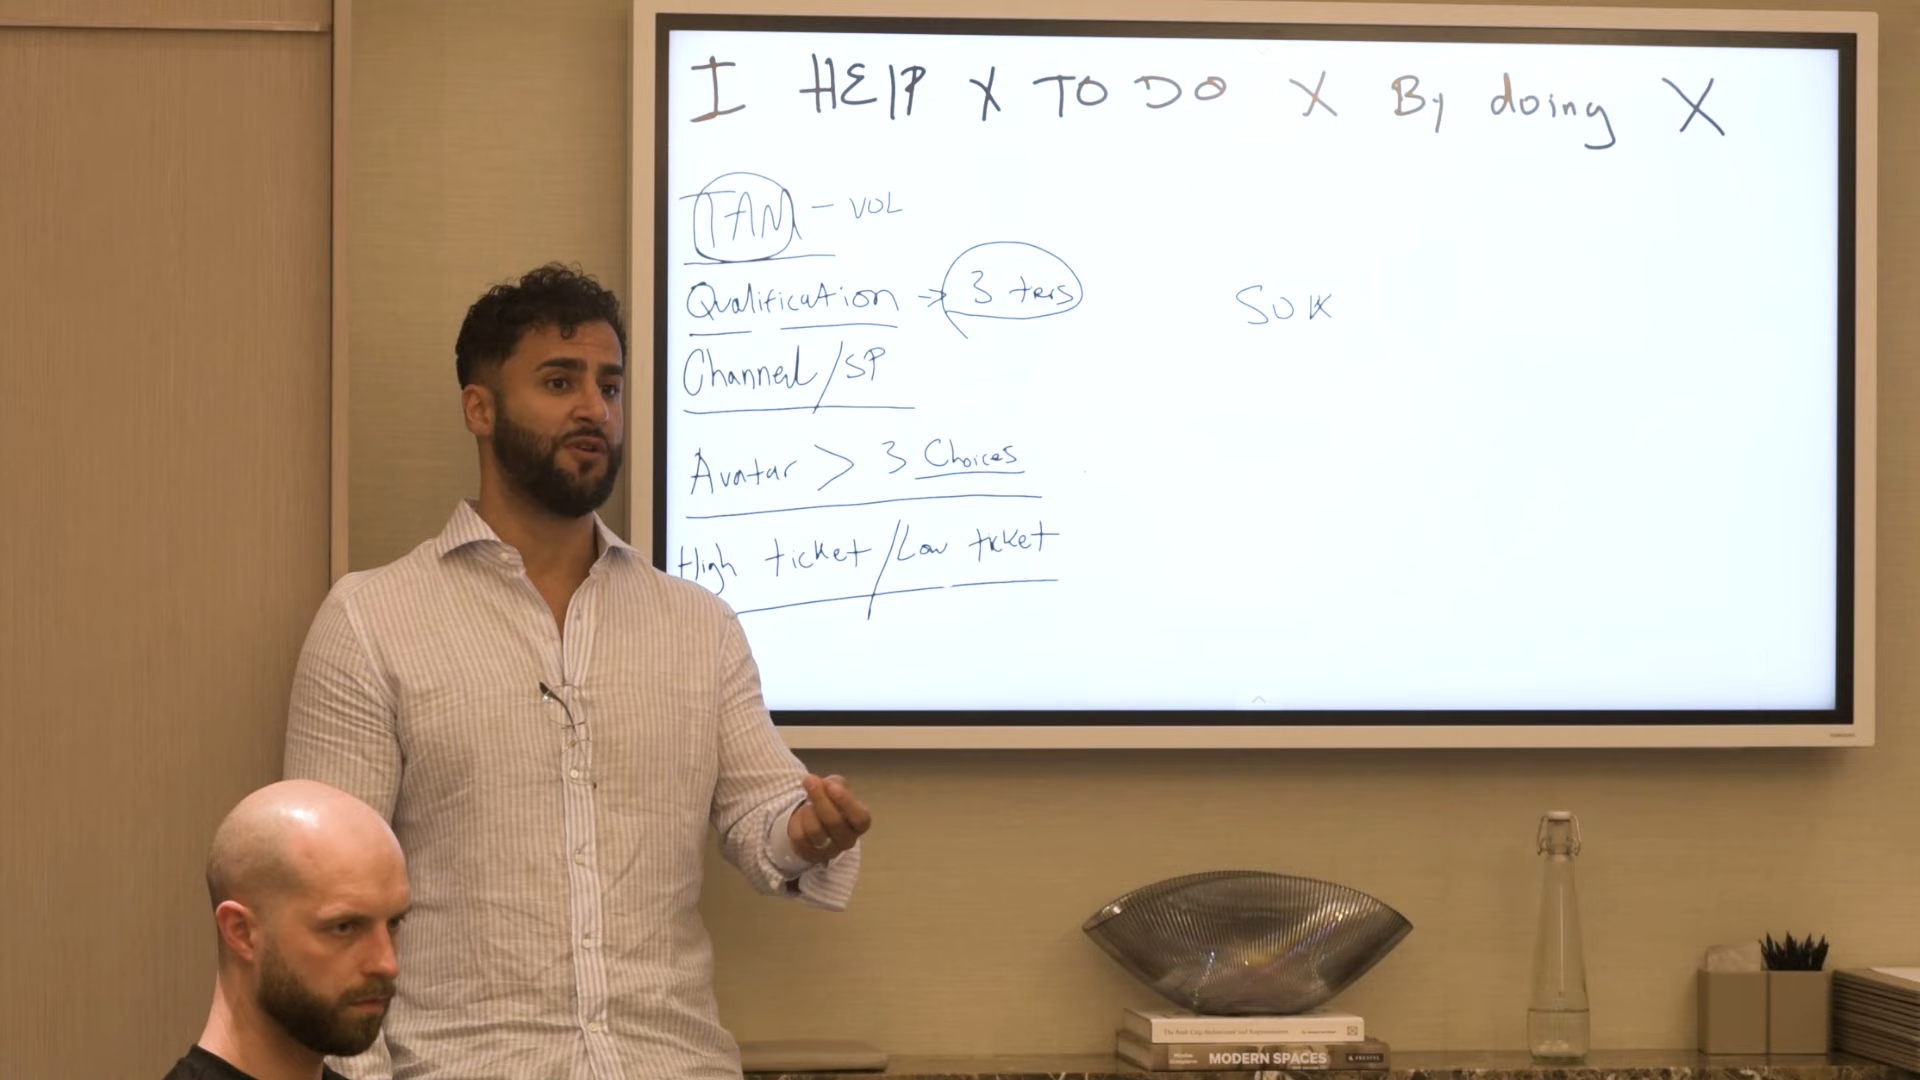 I HELP X TO DO X By doing X
TAM - VOL
Qualification → 3 tiers
50K
Channel/SP
Avatar > 3 Choices
High ticket/Low ticket
MODERN SPACES